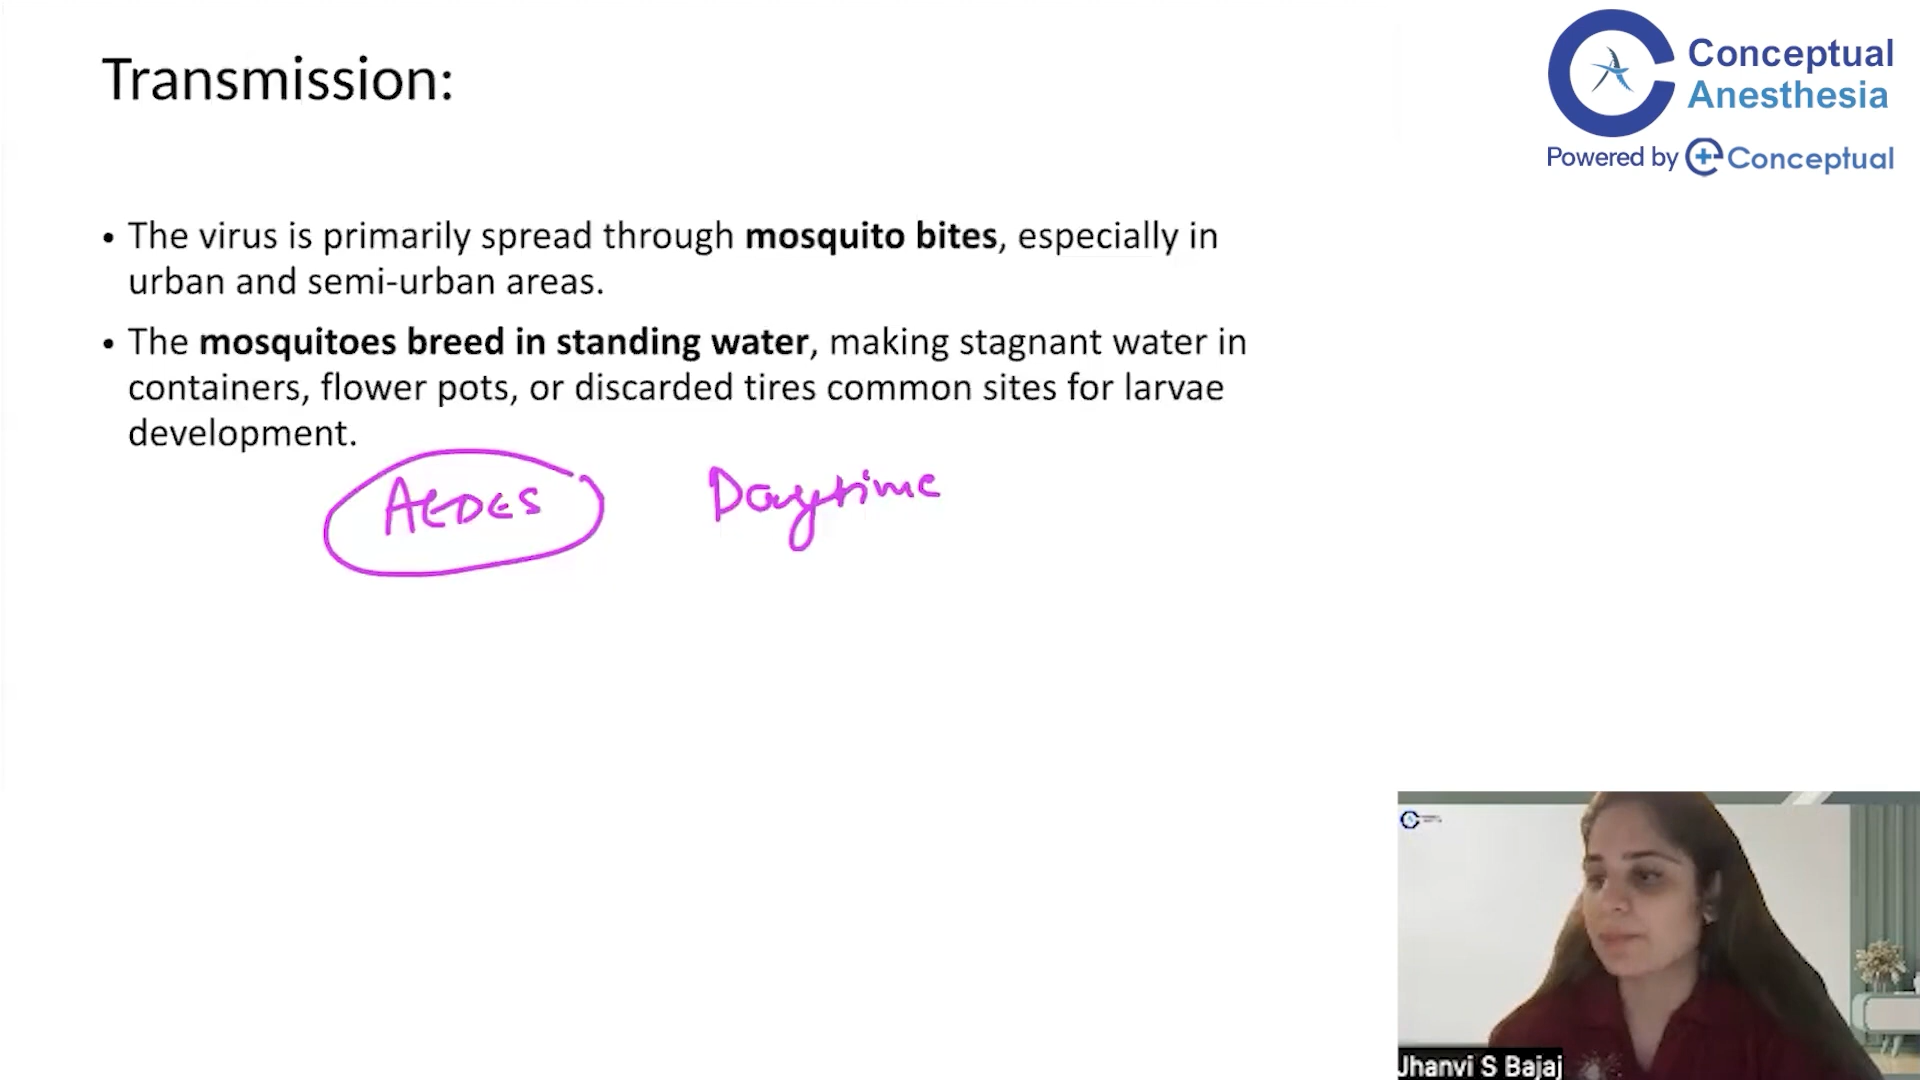 Transmission:
Conceptual
Anesthesia
Powered by Conceptual
• The virus is primarily spread through mosquito bites, especially in
urban and semi-urban areas.
• The mosquitoes breed in standing water, making stagnant water in
containers, flower pots, or discarded tires common sites for larvae
development.
AEDES Daytime
Jhanvi S Bajaj